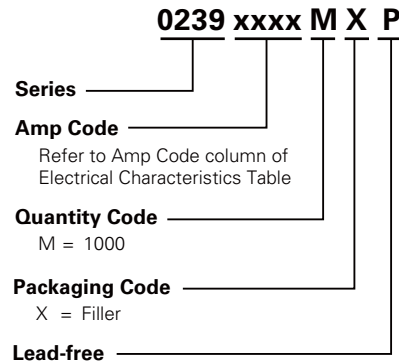 0239 xxxx M X P
Series
Amp Code
Refer to Amp Code column of
Electrical Characteristics Table
Quantity Code
M = 1000
Packaging Code
X = Filler
Lead-free